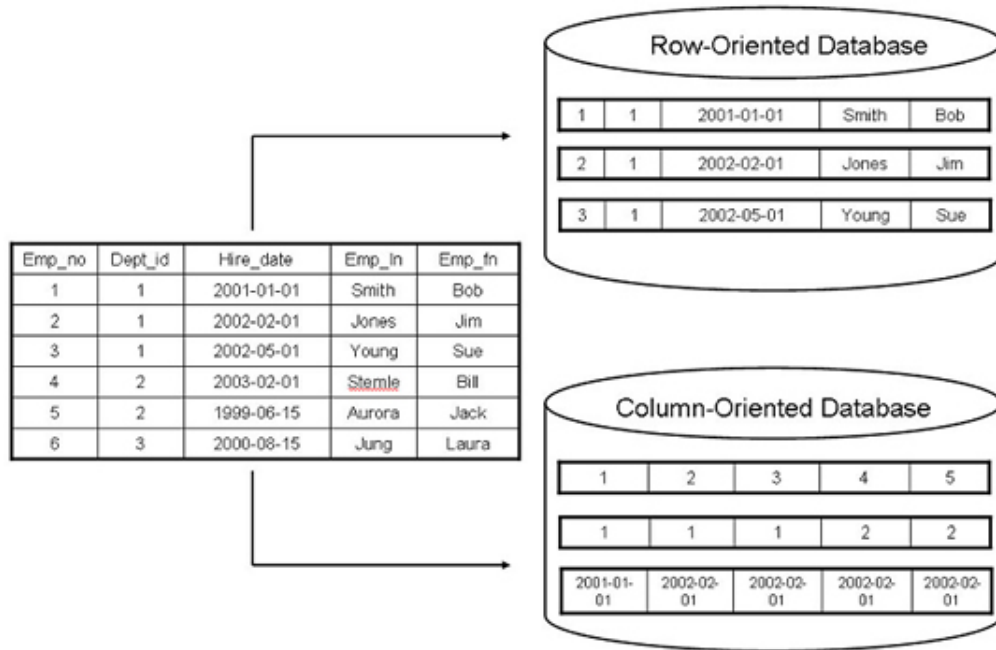 Row-Oriented Database
1 1 2001-01-01 Smith Bob
2 1 2002-02-01 Jones Jim
3 1 2002-05-01 Young Sue
Emp_no Dept_id Hire_date Emp_ln Emp_fn
1 1 2001-01-01 Smith Bob
2 1 2002-02-01 Jones Jim
3 1 2002-05-01 Young Sue
4 2 2003-02-01 Stemle Bill
5 2 1999-06-15 Aurora Jack
6 3 2000-08-15 Jung Laura
Column-Oriented Database
1 2 3 4 5
1 1 1 2 2
2001-01- 2002-02- 2002-02- 2002-02- 2002-02-
01 01 01 01 01